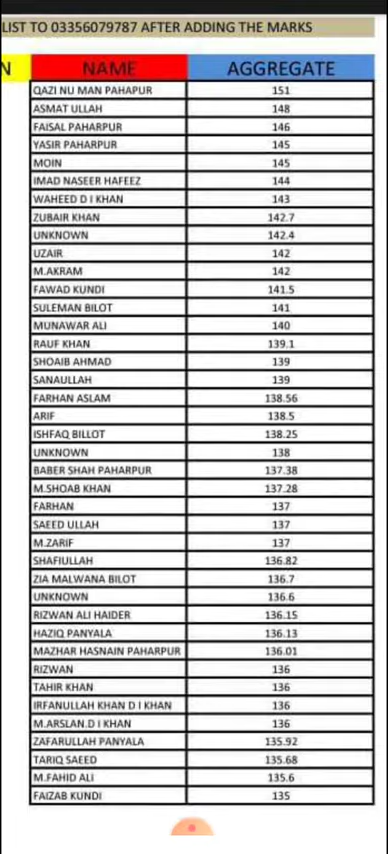 LIST TO 03356079787 AFTER ADDING THE MARKS
N NAME AGGREGATE
QAZI NU MAN PAHAPUR 151
ASMAT ULLAH 148
FAISAL PAHARPUR 146
YASIR PAHARPUR 145
MOIN 145
IMAD NASEER HAFEEZ 144
WAHEED D I KHAN 143
ZUBAIR KHAN 142.7
UNKNOWN 142.4
UZAIR 142
M.AKRAM 142
FAWAD KUNDI 141.5
SULEMAN BILOT 141
MUNAWAR ALI 140
RAUF KHAN 139.1
SHOAIB AHMAD 139
SANAULLAH 139
FARHAN ASLAM 138.56
ARIF 138.5
ISHFAQ BILLOT 138.25
UNKNOWN 138
BABER SHAH PAHARPUR 137.38
M.SHOAB KHAN 137.28
FARHAN 137
SAEED ULLAH 137
M.ZARIF 137
SHAFIULLAH 136.82
ZIA MALWANA BILOT 136.7
UNKNOWN 136.6
RIZWAN ALI HAIDER 136.15
HAZIQ PANYALA 136.13
MAZHAR HASNAIN PAHARPUR 136.01
RIZWAN 136
TAHIR KHAN 136
IRFANULLAH KHAN D I KHAN 136
M.ARSLAN.D I KHAN 136
ZAFARULLAH PANYALA 135.92
TARIQ SAEED 135.68
M.FAHID ALI 135.6
FAIZAB KUNDI 135